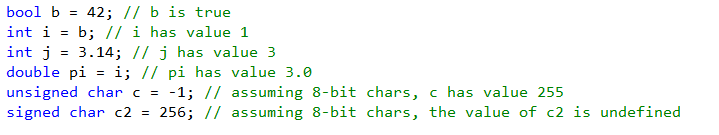 bool b = 42; // b is true
int i = b; // i has value 1
int j = 3.14; // j has value 3
double pi = i; // pi has value 3.0
unsigned char c = -1; // assuming 8-bit chars, c has value 255
signed char c2 = 256; // assuming 8-bit chars, the value of c2 is undefined